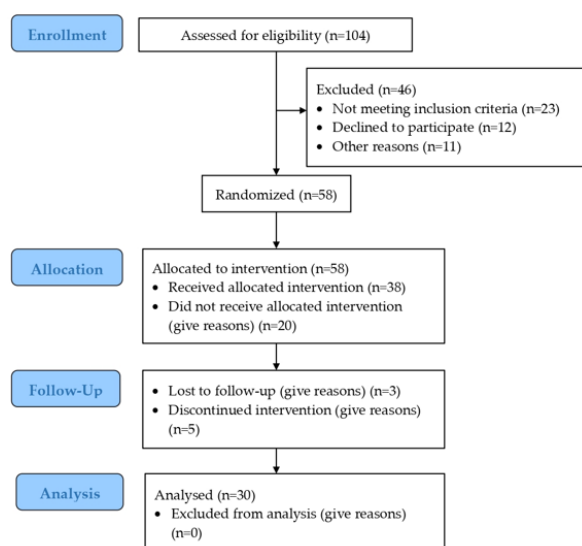 Enrollment
Assessed for eligibility (n=104)
Excluded (n=46)
• Not meeting inclusion criteria (n=23)
• Declined to participate (n=12)
• Other reasons (n=11)
Randomized (n=58)
Allocation
Allocated to intervention (n=58)
• Received allocated intervention (n=38)
• Did not receive allocated intervention
(give reasons) (n=20)
Follow-Up
• Lost to follow-up (give reasons) (n=3)
• Discontinued intervention (give reasons)
(n=5)
Analysis
Analysed (n=30)
• Excluded from analysis (give reasons)
(n=0)